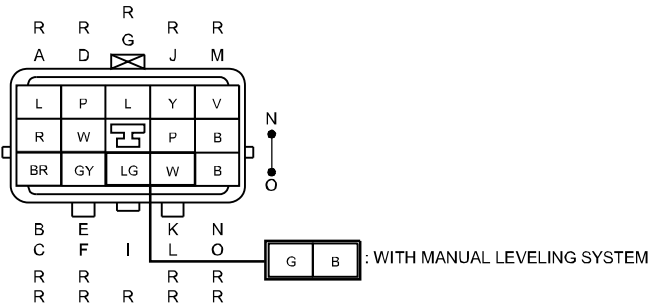 R
R R R R
G
A D J M
L P L Y V
R W P B
N
BR GY LG W B
O
B E K N
C F I L O
G B : WITH MANUAL LEVELING SYSTEM
R R R R
R R R R R